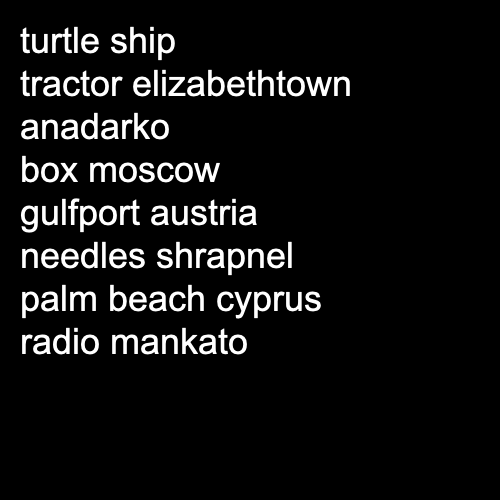 turtle ship
tractor elizabethtown
anadarko
box moscow
gulfport austria
needles shrapnel
palm beach cyprus
radio mankato